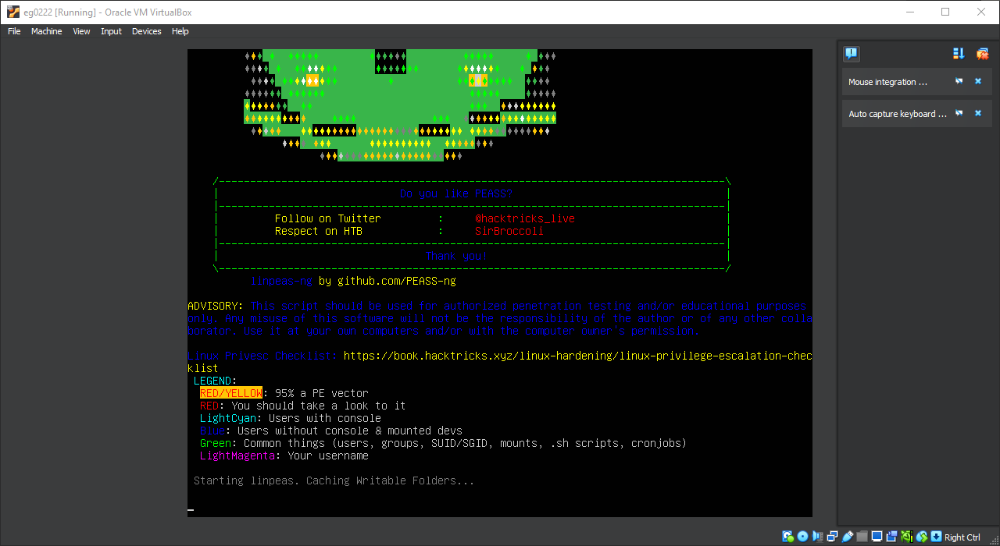 eg0222 [Running] - Oracle VM VirtualBox
File Machine View Input Devices Help
Mouse integration ...
Auto capture keyboard ...
/---------------------------------------------------------------------------------\
| Do you like PEASS? |
|---------------------------------------------------------------------------------|
| Follow on Twitter : @hacktricks_live |
| Respect on HTB : SirBroccoli |
|---------------------------------------------------------------------------------|
| Thank you! |
\---------------------------------------------------------------------------------/
linpeas-ng by github.com/PEASS-ng
ADVISORY: This script should be used for authorized penetration testing and/or educational purposes
only. Any misuse of this software will not be the responsibility of the author or of any other colla
borator. Use it at your own computers and/or with the computer owner's permission.
Linux Privesc Checklist: https://book.hacktricks.xyz/linux-hardening/linux-privilege-escalation-chec
klist
LEGEND:
RED/YELLOW: 95% a PE vector
RED: You should take a look to it
LightCyan: Users with console
Blue: Users without console & mounted devs
Green: Common things (users, groups, SUID/SGID, mounts, .sh scripts, cronjobs)
LightMagenta: Your username
Starting linpeas. Caching Writable Folders...
Right Ctrl